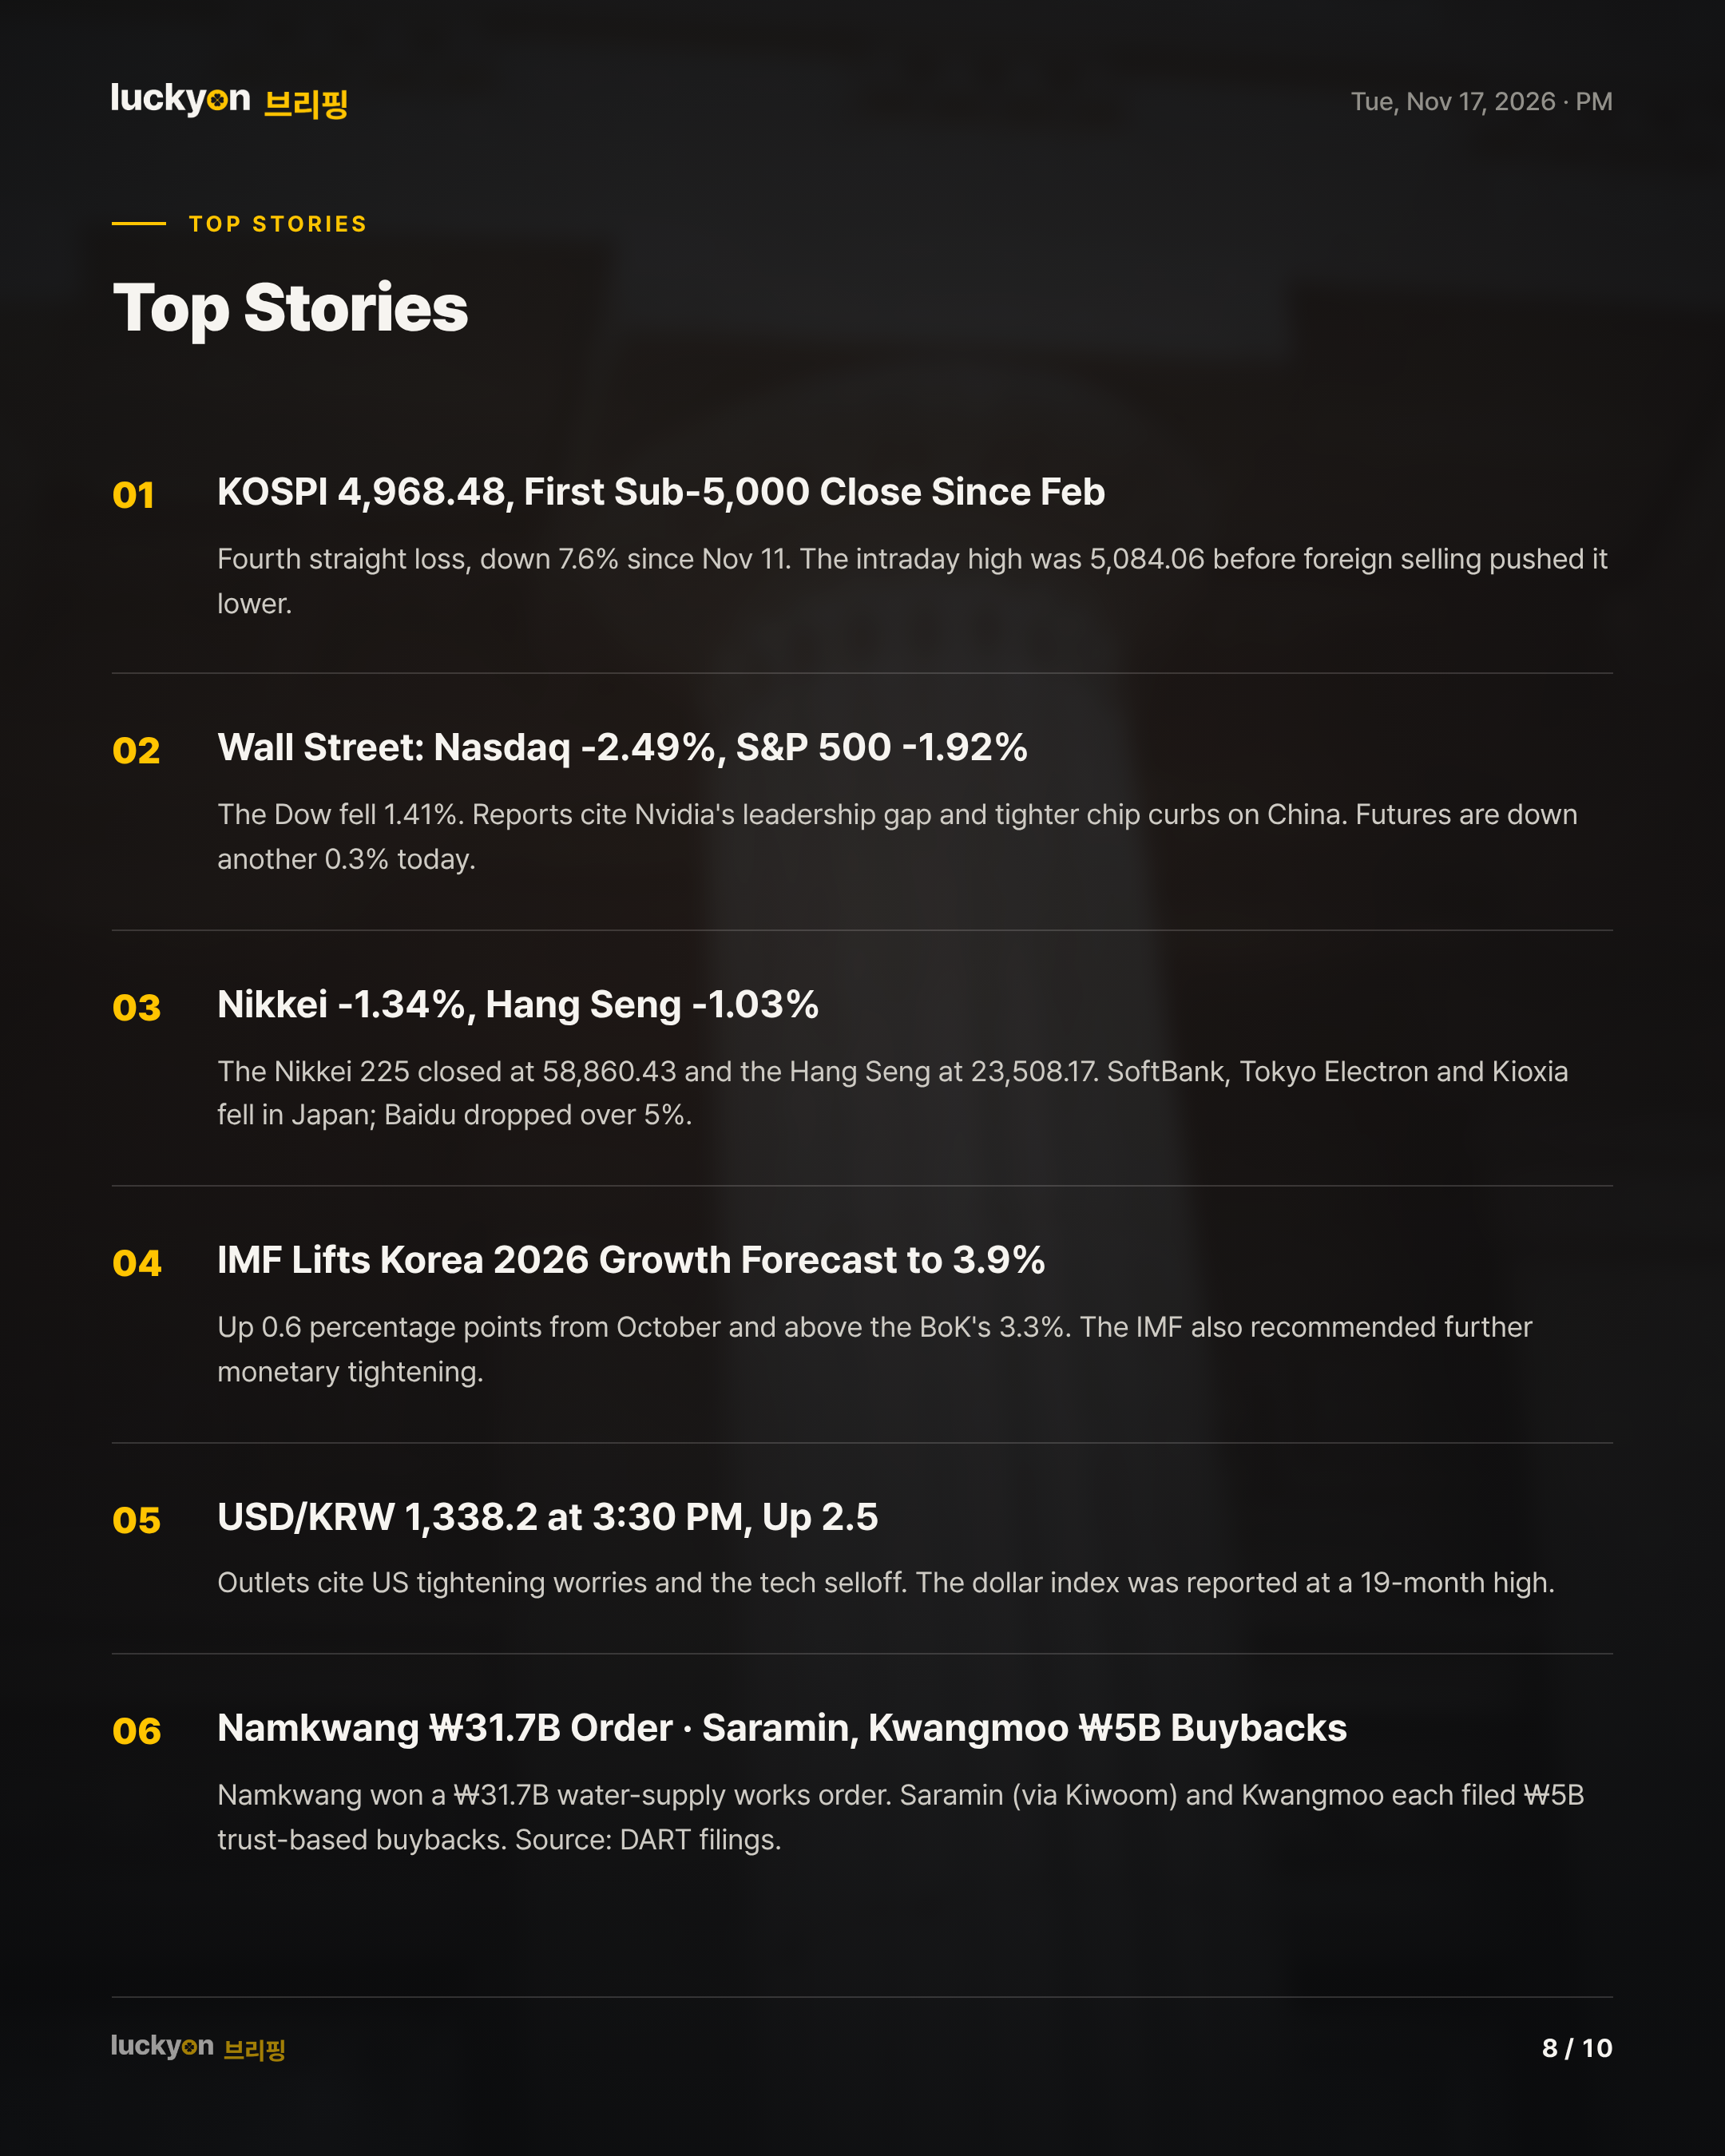 luckyon 브리핑
Tue, Nov 17, 2026 · PM
TOP STORIES
Top Stories
01
KOSPI 4,968.48, First Sub-5,000 Close Since Feb
Fourth straight loss, down 7.6% since Nov 11. The intraday high was 5,084.06 before foreign selling pushed it
lower.
02
Wall Street: Nasdaq -2.49%, S&P 500 -1.92%
The Dow fell 1.41%. Reports cite Nvidia's leadership gap and tighter chip curbs on China. Futures are down
another 0.3% today.
03
Nikkei -1.34%, Hang Seng -1.03%
The Nikkei 225 closed at 58,860.43 and the Hang Seng at 23,508.17. SoftBank, Tokyo Electron and Kioxia
fell in Japan; Baidu dropped over 5%.
04
IMF Lifts Korea 2026 Growth Forecast to 3.9%
Up 0.6 percentage points from October and above the BoK's 3.3%. The IMF also recommended further
monetary tightening.
05
USD/KRW 1,338.2 at 3:30 PM, Up 2.5
Outlets cite US tightening worries and the tech selloff. The dollar index was reported at a 19-month high.
06
Namkwang ₩31.7B Order · Saramin, Kwangmoo ₩5B Buybacks
Namkwang won a ₩31.7B water-supply works order. Saramin (via Kiwoom) and Kwangmoo each filed ₩5B
trust-based buybacks. Source: DART filings.
luckyon 브리핑
8 / 10